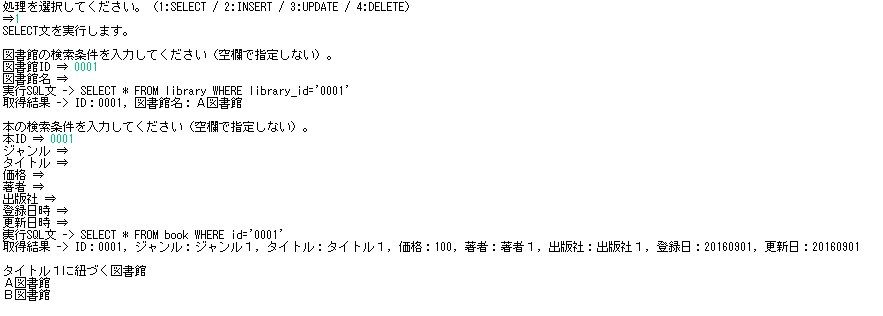 処理を選択してください。（1:SELECT / 2:INSERT / 3:UPDATE / 4:DELETE）
⇒1
SELECT文を実行します。
図書館の検索条件を入力してください（空欄で指定しない）。
図書館ID ⇒ 0001
図書館名 ⇒
実行SQL文 -> SELECT * FROM library WHERE library_id='0001'
取得結果 -> ID：0001, 図書館名：Ａ図書館
本の検索条件を入力してください（空欄で指定しない）。
本ID ⇒ 0001
ジャンル ⇒
タイトル ⇒
価格 ⇒
著者 ⇒
出版社 ⇒
登録日時 ⇒
更新日時 ⇒
実行SQL文 -> SELECT * FROM book WHERE id='0001'
取得結果 -> ID：0001, ジャンル：ジャンル１, タイトル：タイトル１, 価格：100, 著者：著者１, 出版社：出版社１, 登録日：20160901, 更新日：20160901
タイトル１に紐づく図書館
Ａ図書館
Ｂ図書館